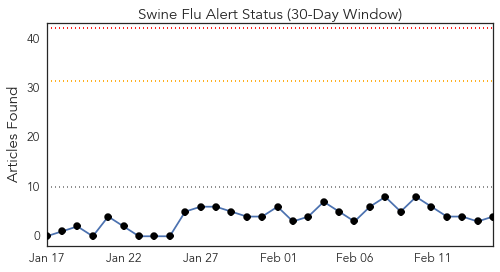 Swine Flu Alert Status (30-Day Window)
Articles Found
40
30
20
10
0
Jan 17 Jan 22 Jan 27 Feb 01 Feb 06 Feb 11